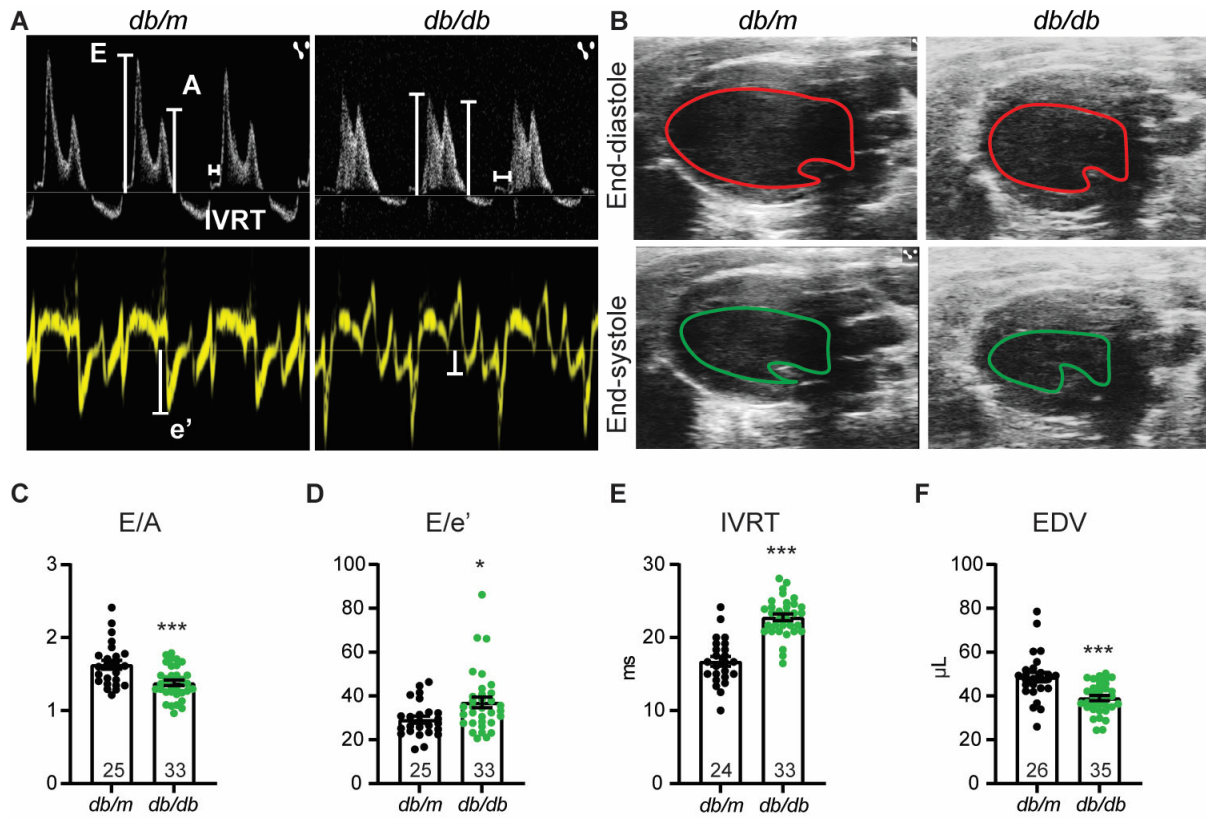 A
db/m
db/db
B
db/m
db/db
E
A
IVRT
e’
End-diastole
End-systole
C
E/A
3
2
1
0
***
25
33
db/m
db/db
D
E/e’
100
80
60
40
20
0
*
25
33
db/m
db/db
E
IVRT
ms
30
20
10
0
***
24
33
db/m
db/db
F
EDV
µL
100
80
60
40
20
0
***
26
35
db/m
db/db